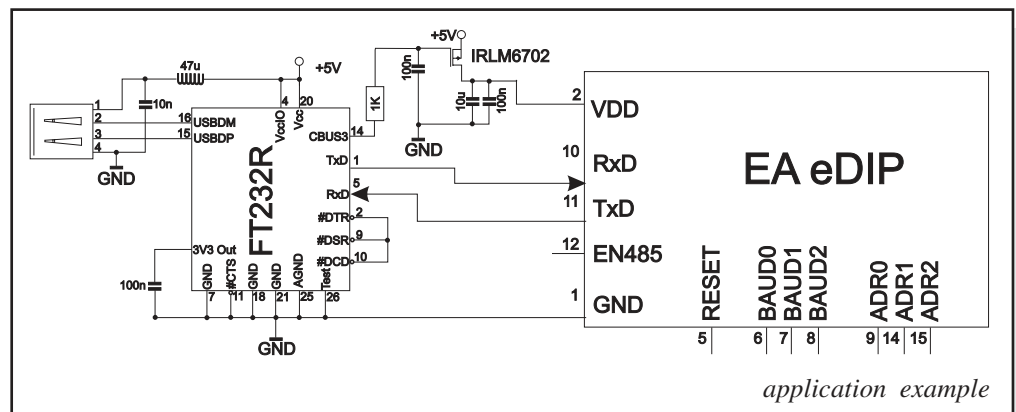 +5V
IRLM6702
47u
+5V
100n
1K
10u
100n
10n
1
2
3
4
GND
16 USBDM
15 USBDP
4
VccIO
20
Vcc
CBUS3 14
GND
TxD 1
RxD 5
#DTR 2
#DSR 9
#DCD 10
FT232R
3V3 Out
100n
GND
7
#CTS
11
GND
18
GND
21
AGND
25
Test
26
GND
2 VDD
10 RxD
11 TxD
12 EN485
1 GND
EA eDIP
RESET
5
BAUD0
6
BAUD1
7
BAUD2
8
ADR0
9
ADR1
14
ADR2
15
application example